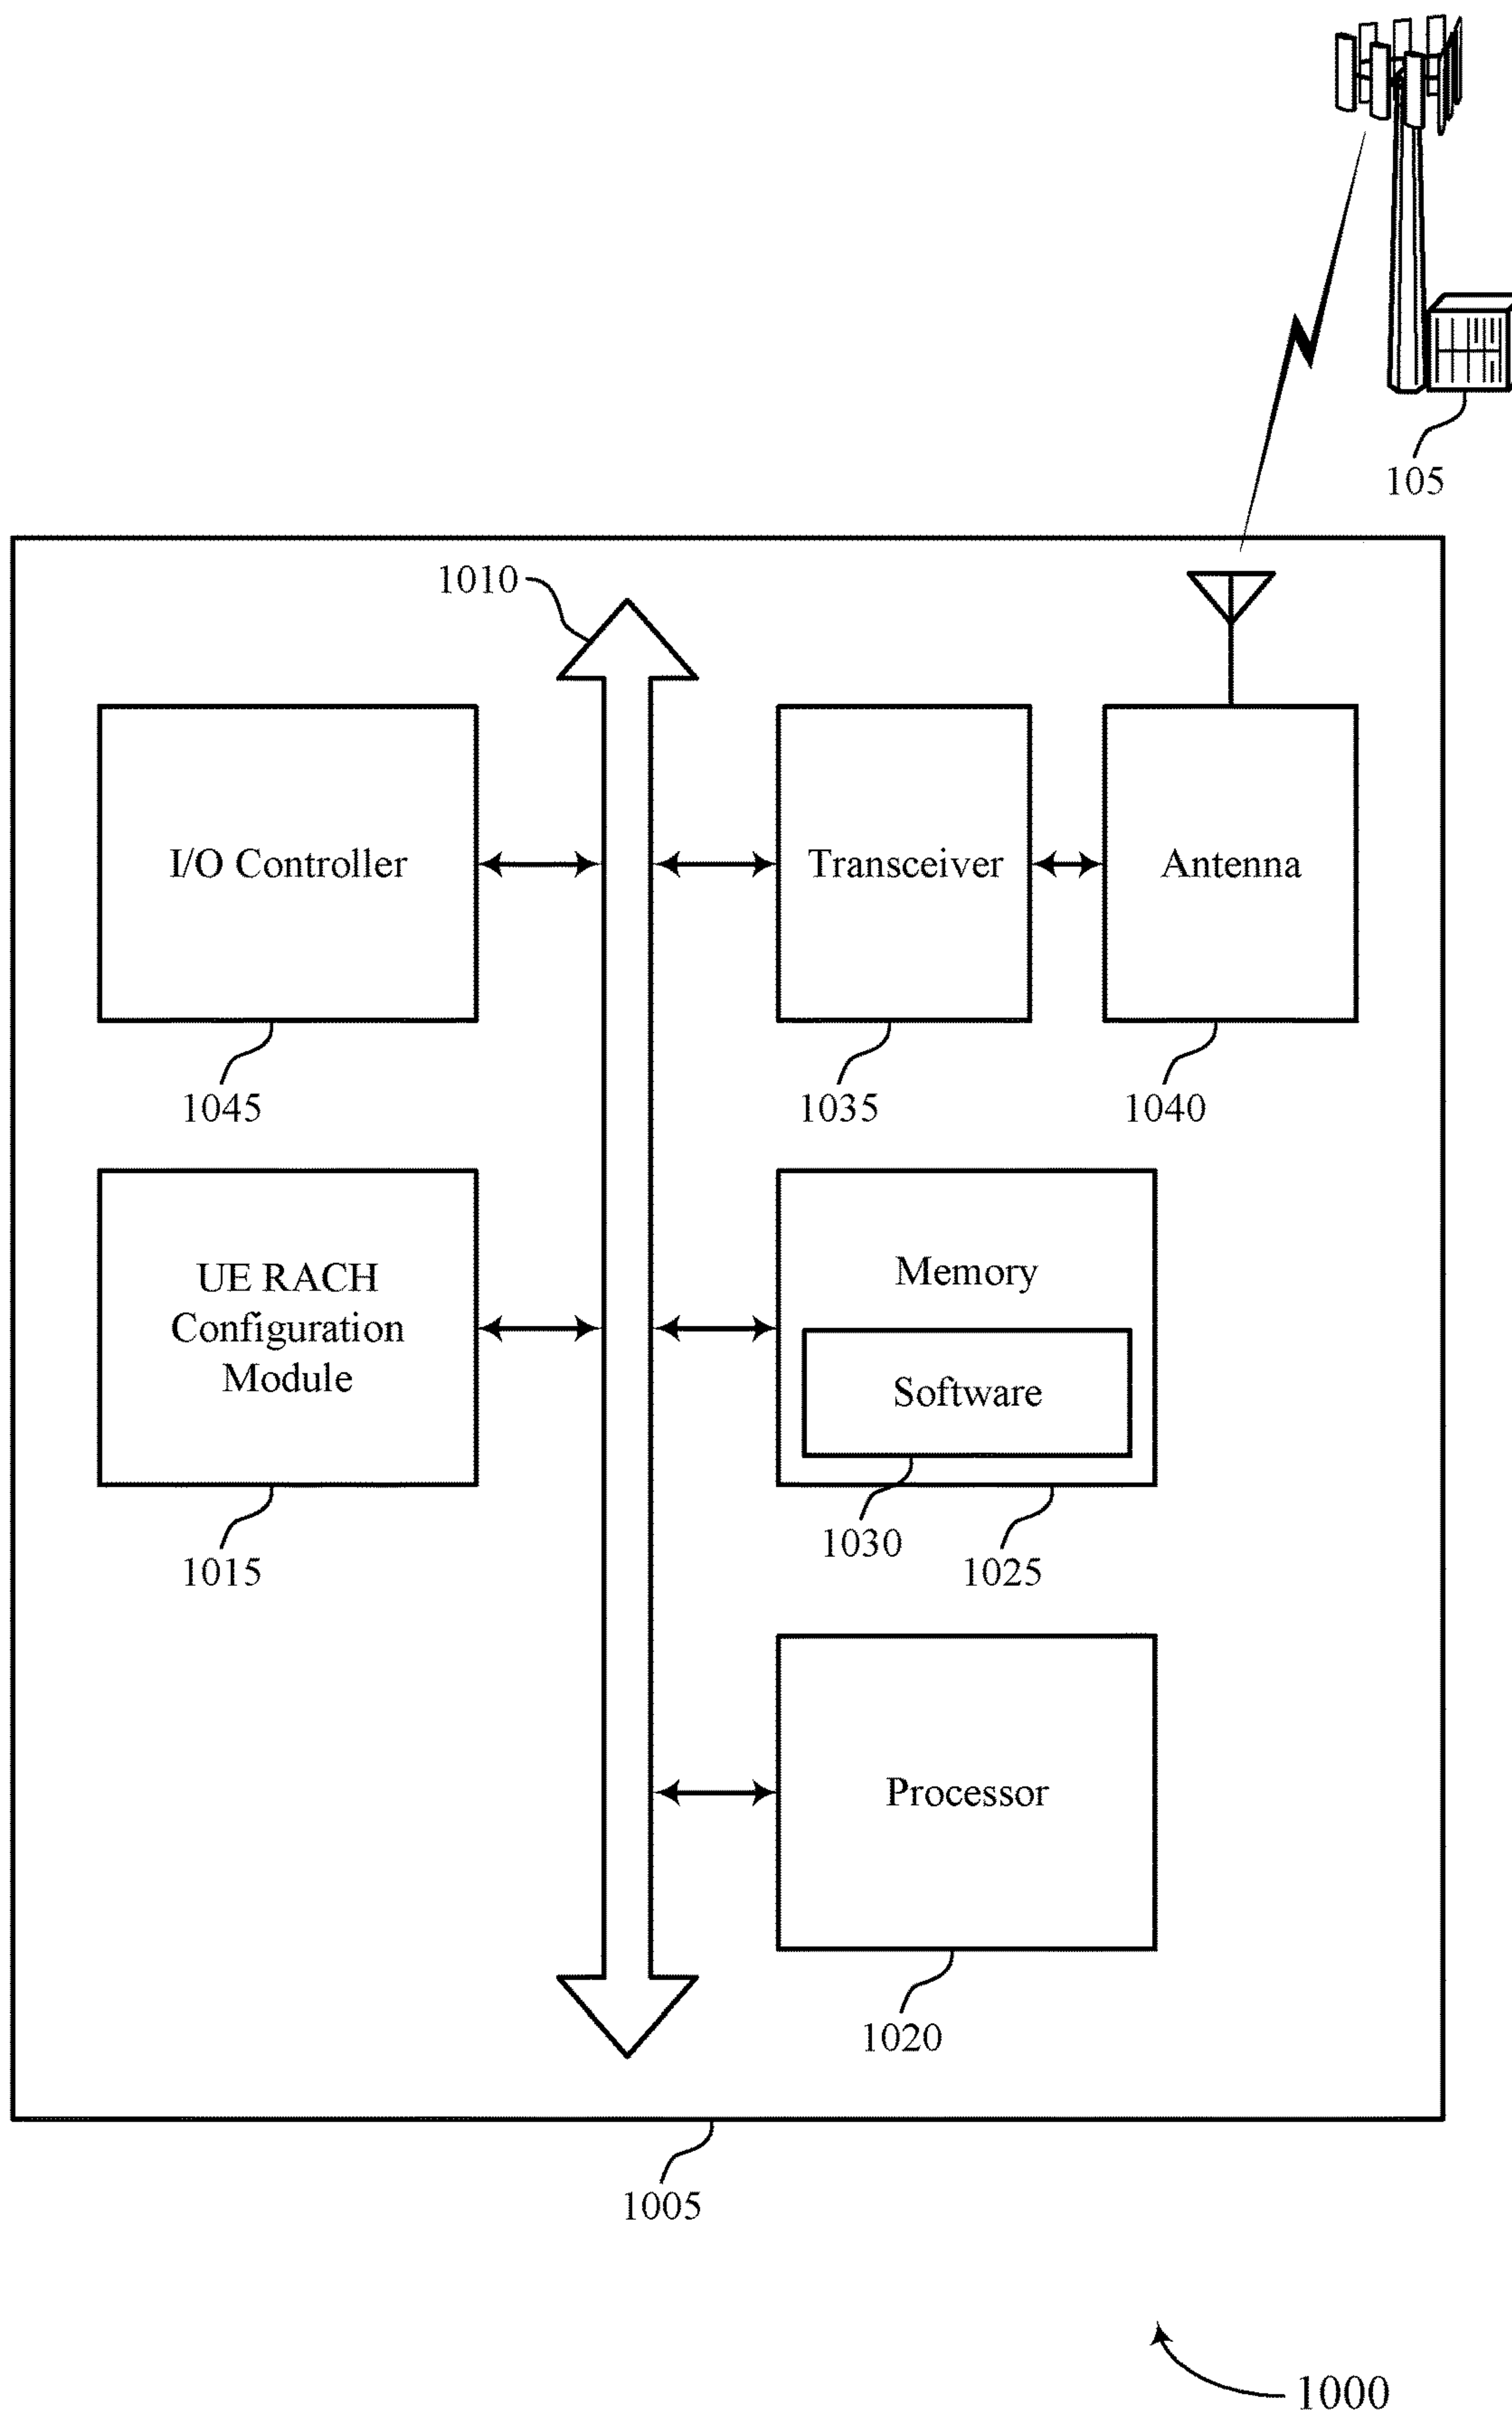 105
1010
I/O Controller
Transceiver
Antenna
1045
1035
1040
UE RACH
Configuration
Module
Memory
Software
1030
1015
1025
Processor
1020
1005
1000